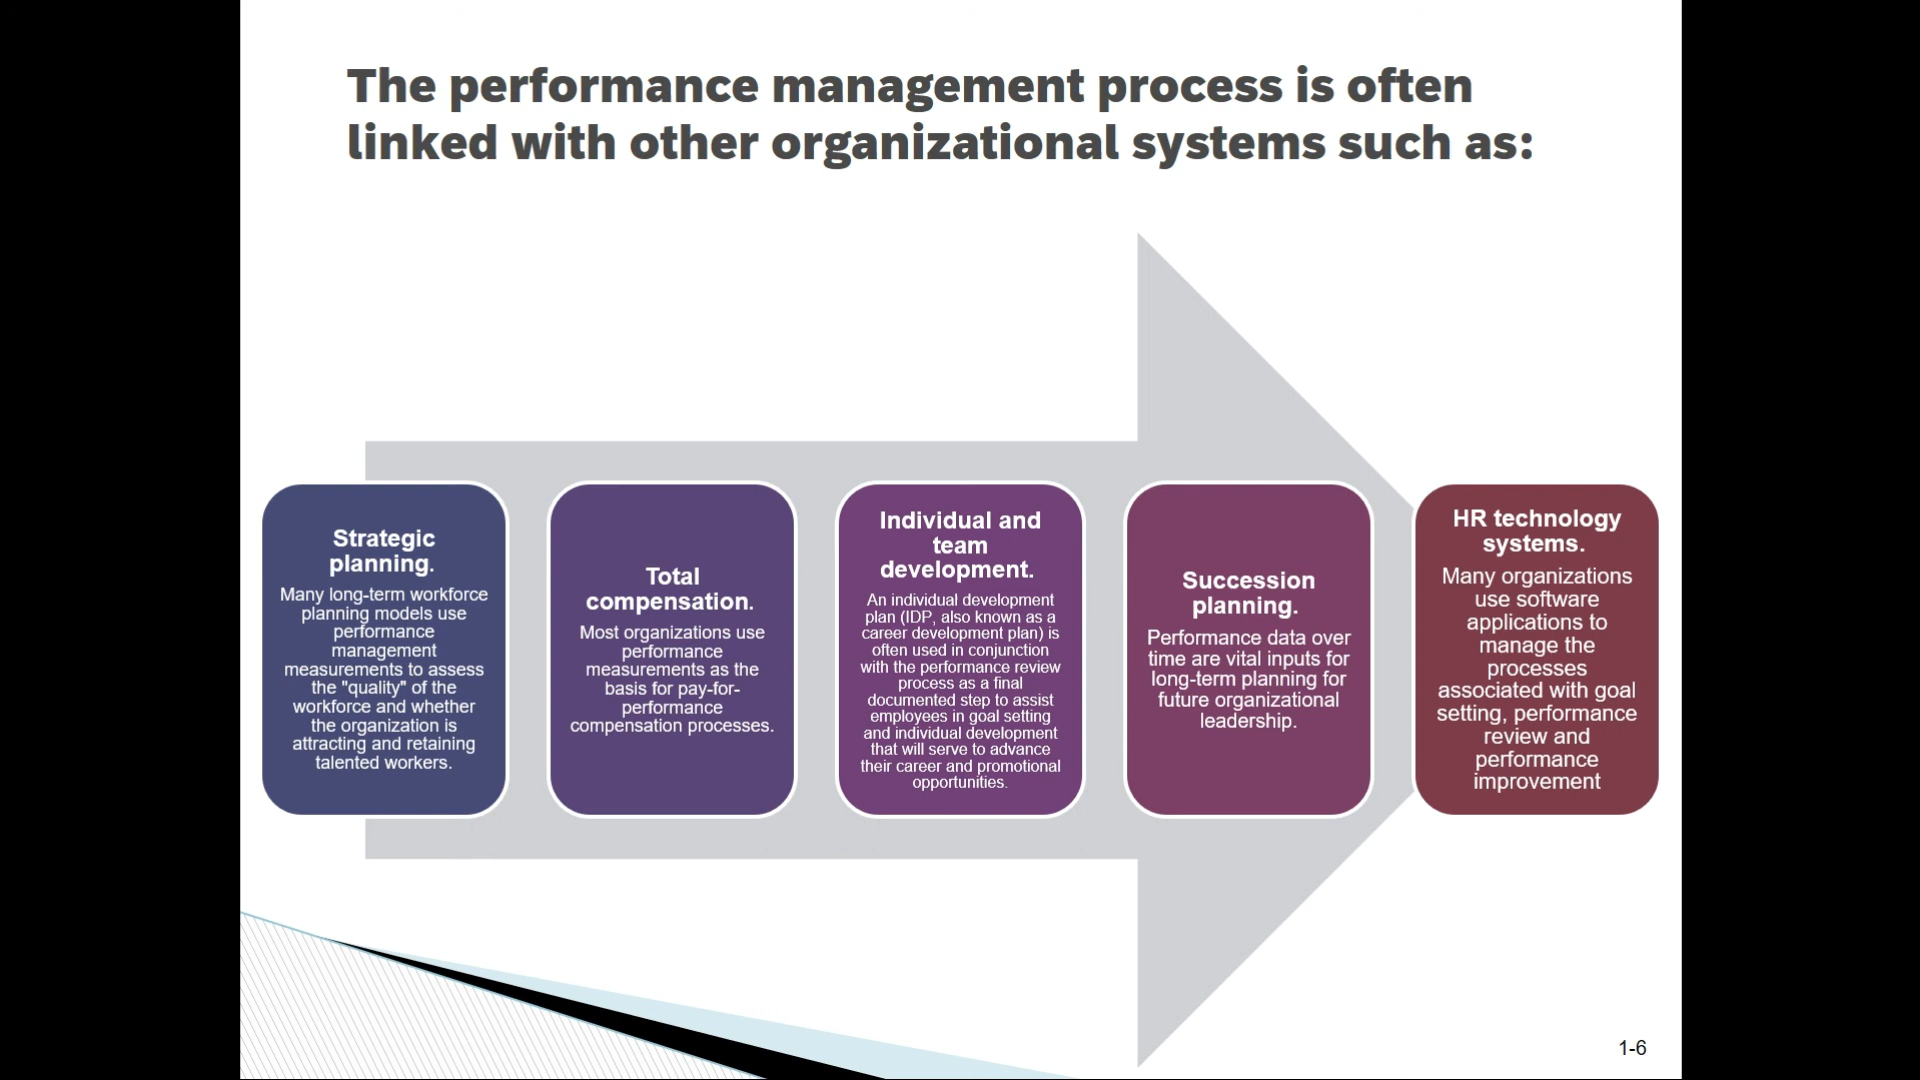 The performance management process is often
linked with other organizational systems such as:
Strategic
planning.
Many long-term workforce
planning models use
performance
management
measurements to assess
the "quality" of the
workforce and whether
the organization is
attracting and retaining
talented workers.
Total
compensation.
Most organizations use
performance
measurements as the
basis for pay-for-
performance
compensation processes.
Individual and
team
development.
An individual development
plan (IDP, also known as a
career development plan) is
often used in conjunction
with the performance review
process as a final
documented step to assist
employees in goal setting
and individual development
that will serve to advance
their career and promotional
opportunities.
Succession
planning.
Performance data over
time are vital inputs for
long-term planning for
future organizational
leadership.
HR technology
systems.
Many organizations
use software
applications to
manage the
processes
associated with goal
setting, performance
review and
performance
improvement
1-6